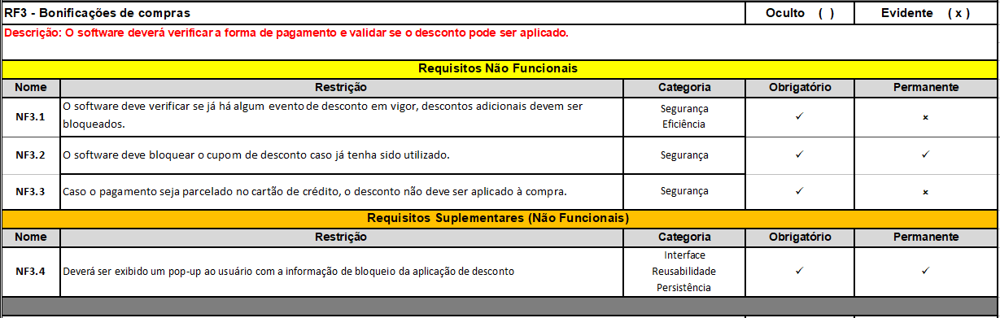 RF3 - Bonificações de compras Oculto ( ) Evidente ( x )
Descrição: O software deverá verificar a forma de pagamento e validar se o desconto pode ser aplicado.
Requisitos Não Funcionais
Nome Restrição Categoria Obrigatório Permanente
NF3.1 O software deve verificar se já há algum evento de desconto em vigor, descontos adicionais devem ser bloqueados. Segurança Eficiência ✓ ×
NF3.2 O software deve bloquear o cupom de desconto caso já tenha sido utilizado. Segurança ✓ ✓
NF3.3 Caso o pagamento seja parcelado no cartão de crédito, o desconto não deve ser aplicado à compra. Segurança ✓ ×
Requisitos Suplementares (Não Funcionais)
Nome Restrição Categoria Obrigatório Permanente
NF3.4 Deverá ser exibido um pop-up ao usuário com a informação de bloqueio da aplicação de desconto Interface Reusabilidade Persistência ✓ ✓